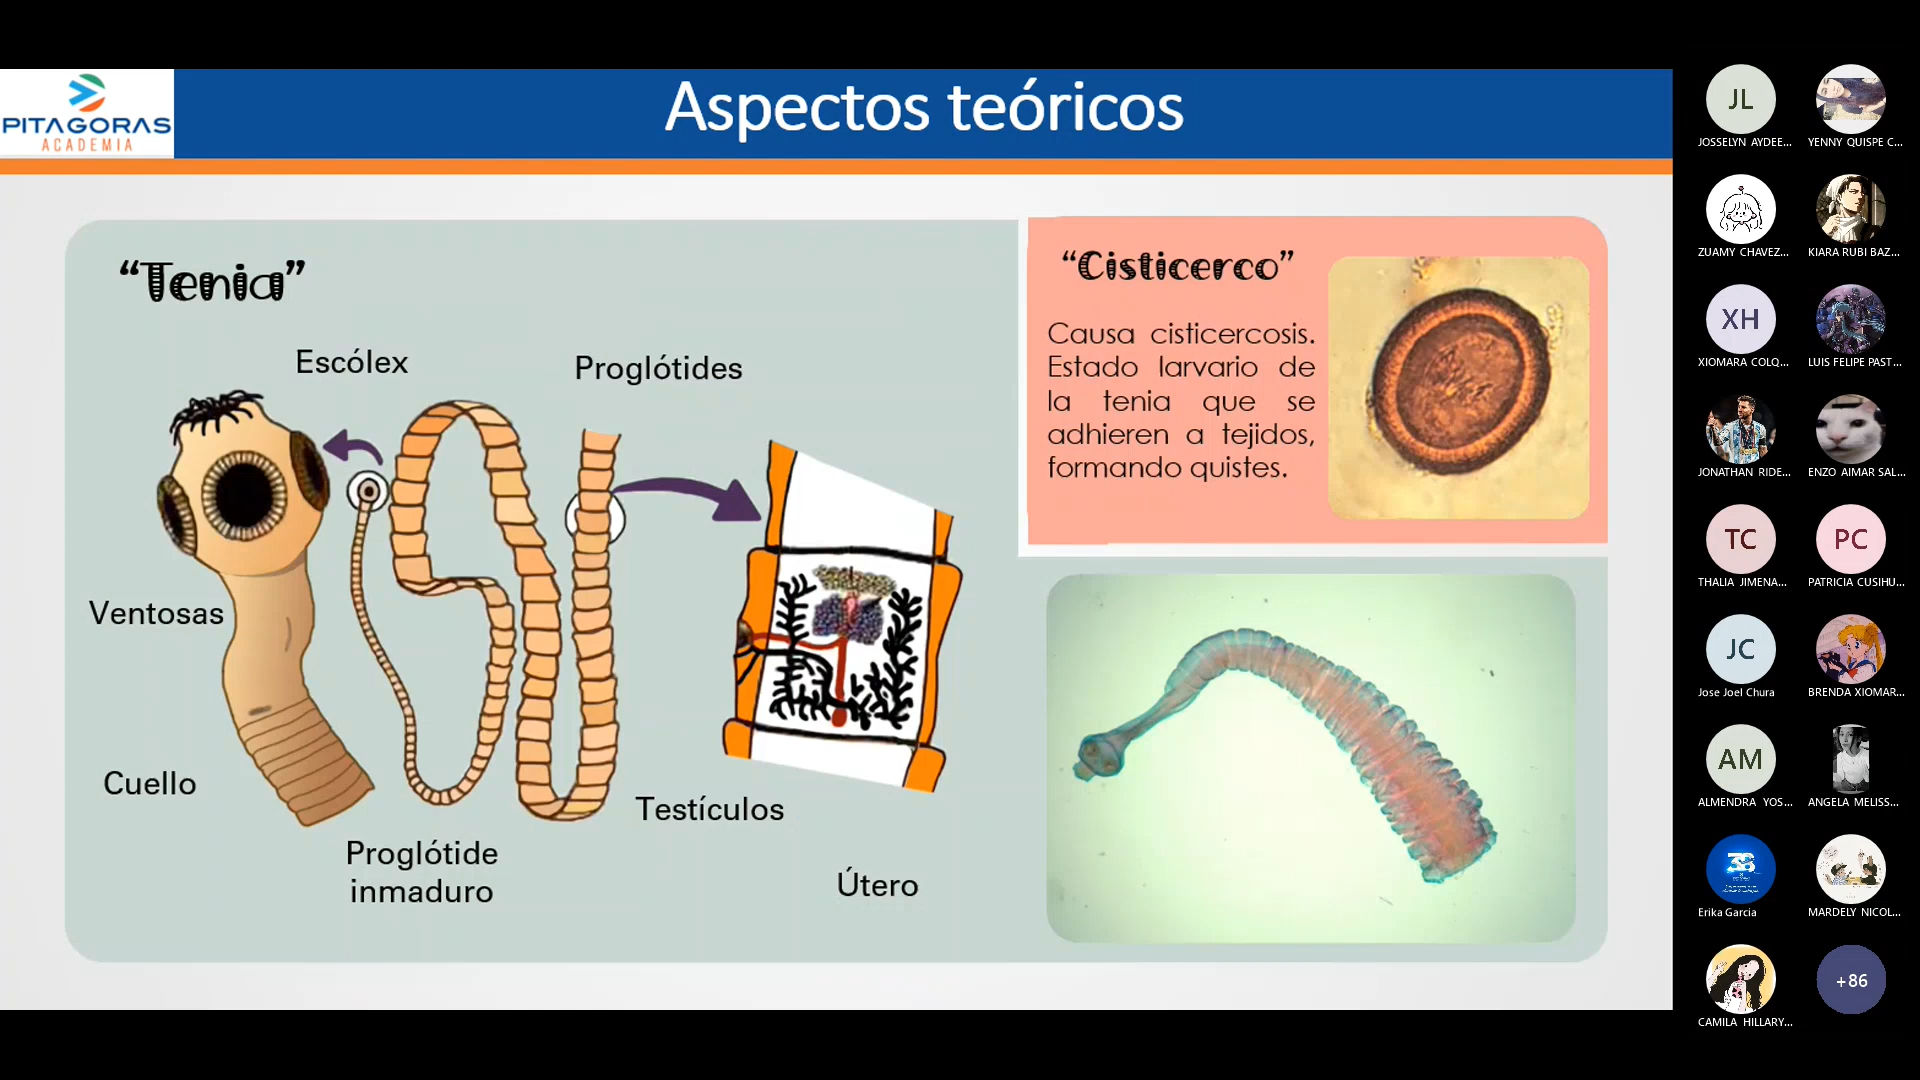 PITAGORAS
ACADEMIA
Aspectos teóricos
“Tenia”
Escólex
Proglótides
Ventosas
Cuello
Proglótide
inmaduro
Testículos
Útero
“Cisticerco”
Causa cisticercosis.
Estado larvario de
la tenia que se
adhieren a tejidos,
formando quistes.
JL
JOSSELYN AYDEE...
YENNY QUISPE C...
ZUAMY CHAVEZ...
KIARA RUBI BAZ...
XH
XIOMARA COLQ...
LUIS FELIPE PAST...
JONATHAN RIDE...
ENZO AIMAR SAL...
TC
THALIA JIMENA...
PC
PATRICIA CUSIHU...
JC
Jose Joel Chura
BRENDA XIOMAR...
AM
ALMENDRA YOS...
ANGELA MELISS...
Erika Garcia
MARDELY NICOL...
CAMILA HILLARY...
+86